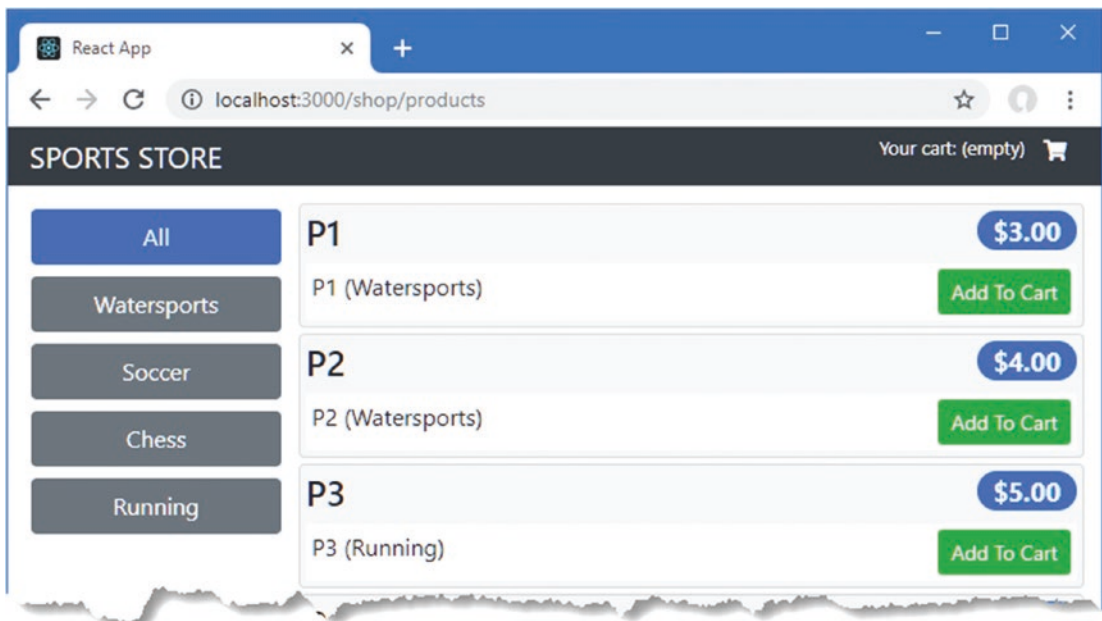 React App
localhost:3000/shop/products
SPORTS STORE
Your cart: (empty)
All
Watersports
Soccer
Chess
Running
P1
$3.00
P1 (Watersports)
Add To Cart
P2
$4.00
P2 (Watersports)
Add To Cart
P3
$5.00
P3 (Running)
Add To Cart